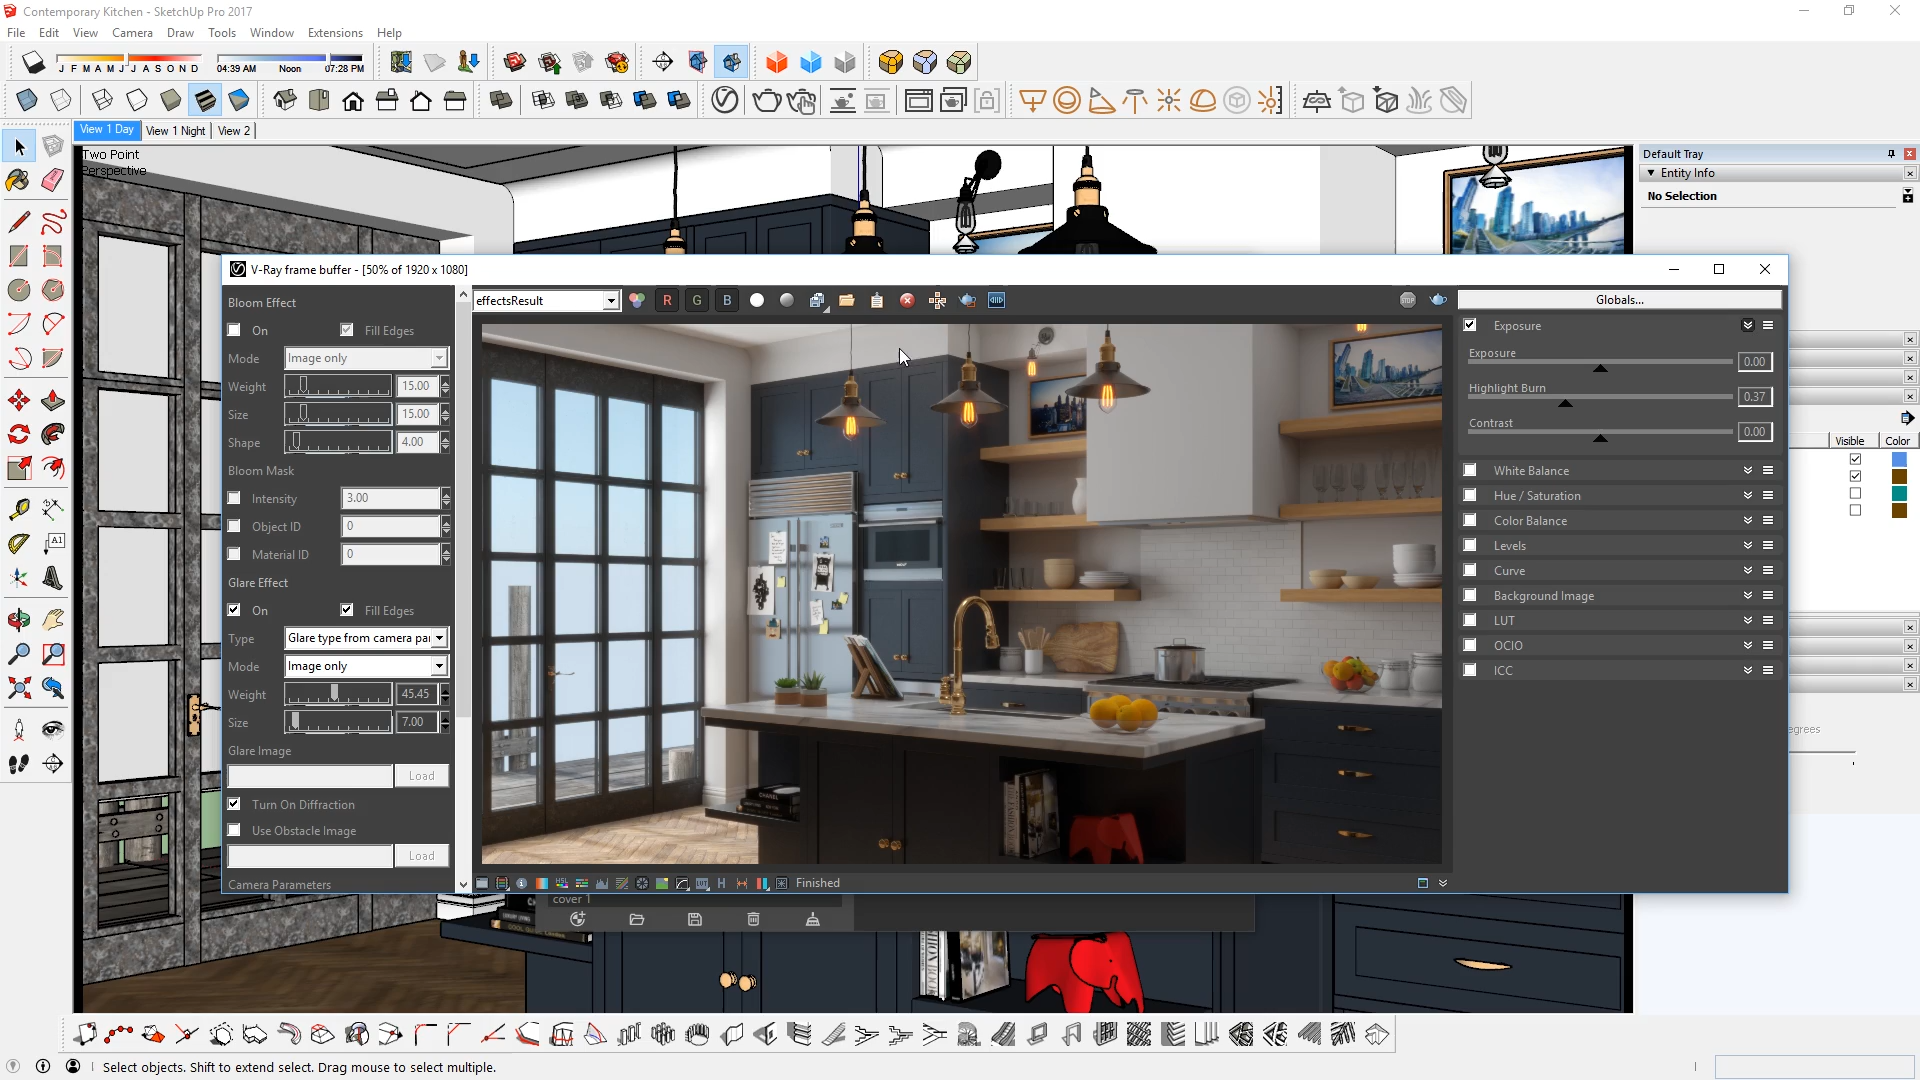 Contemporary Kitchen - SketchUp Pro 2017
File Edit View Camera Draw Tools Window Extensions Help
J F M A M J J A S O N D
04:39 AM Noon 07:28 PM
View 1 Day View 1 Night View 2
Two Point
Perspective
Default Tray
Entity Info
No Selection
V-Ray frame buffer - [50% of 1920 x 1080]
Bloom Effect
effectsResult
R G B
Globals...
On Fill Edges
Exposure
Mode Image only
Exposure 0.00
Weight 15.00
Highlight Burn 0.37
Size 15.00
Contrast 0.00
Shape 4.00
Visible Color
Bloom Mask
White Balance
Intensity 3.00
Hue / Saturation
Object ID 0
Color Balance
Material ID 0
Levels
A1
Glare Effect
Curve
On Fill Edges
Background Image
Type Glare type from camera par
LUT
Mode Image only
OCIO
Weight 45.45
ICC
Size 7.00
egrees
Glare Image
Load
Turn On Diffraction
CHANEL
Use Obstacle Image
Load
Camera Parameters
HSL
LUT
H
Finished
cover 1
Select objects. Shift to extend select. Drag mouse to select multiple.